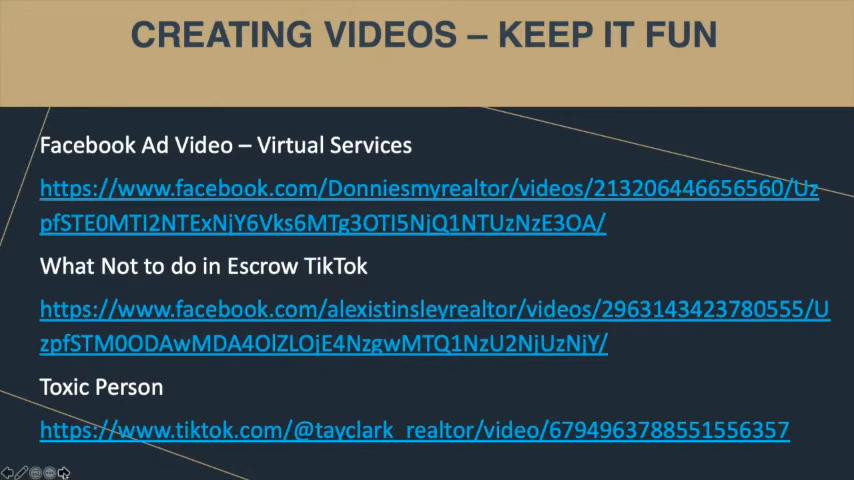 CREATING VIDEOS – KEEP IT FUN
Facebook Ad Video – Virtual Services
https://www.facebook.com/Donniesmyrealtor/videos/213206446656560/Uz
pfSTE0MTI2NTExNjY6Vks6MTg3OTI5NjQ1NTUzNzE3OA/
What Not to do in Escrow TikTok
https://www.facebook.com/alexistinsleyrealtor/videos/2963143423780555/U
zpfSTM0ODAwMDA4OlZLOjE4NzgwMTQ1NzU2NjUzNjY/
Toxic Person
https://www.tiktok.com/@tayclark_realtor/video/6794963788551556357